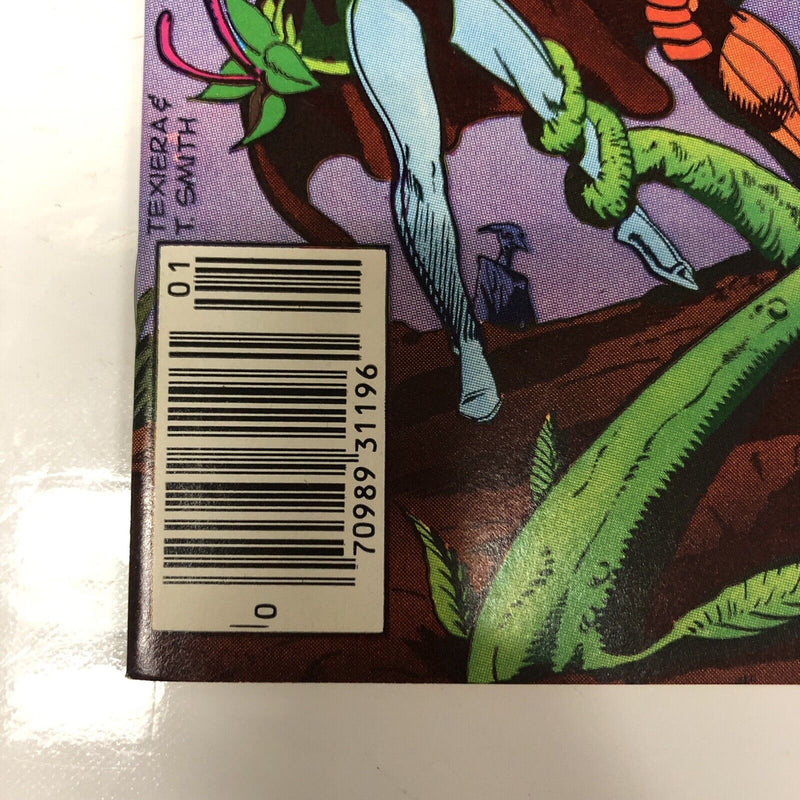 TEXIERA &
T. SMITH
01
70989 31196
0